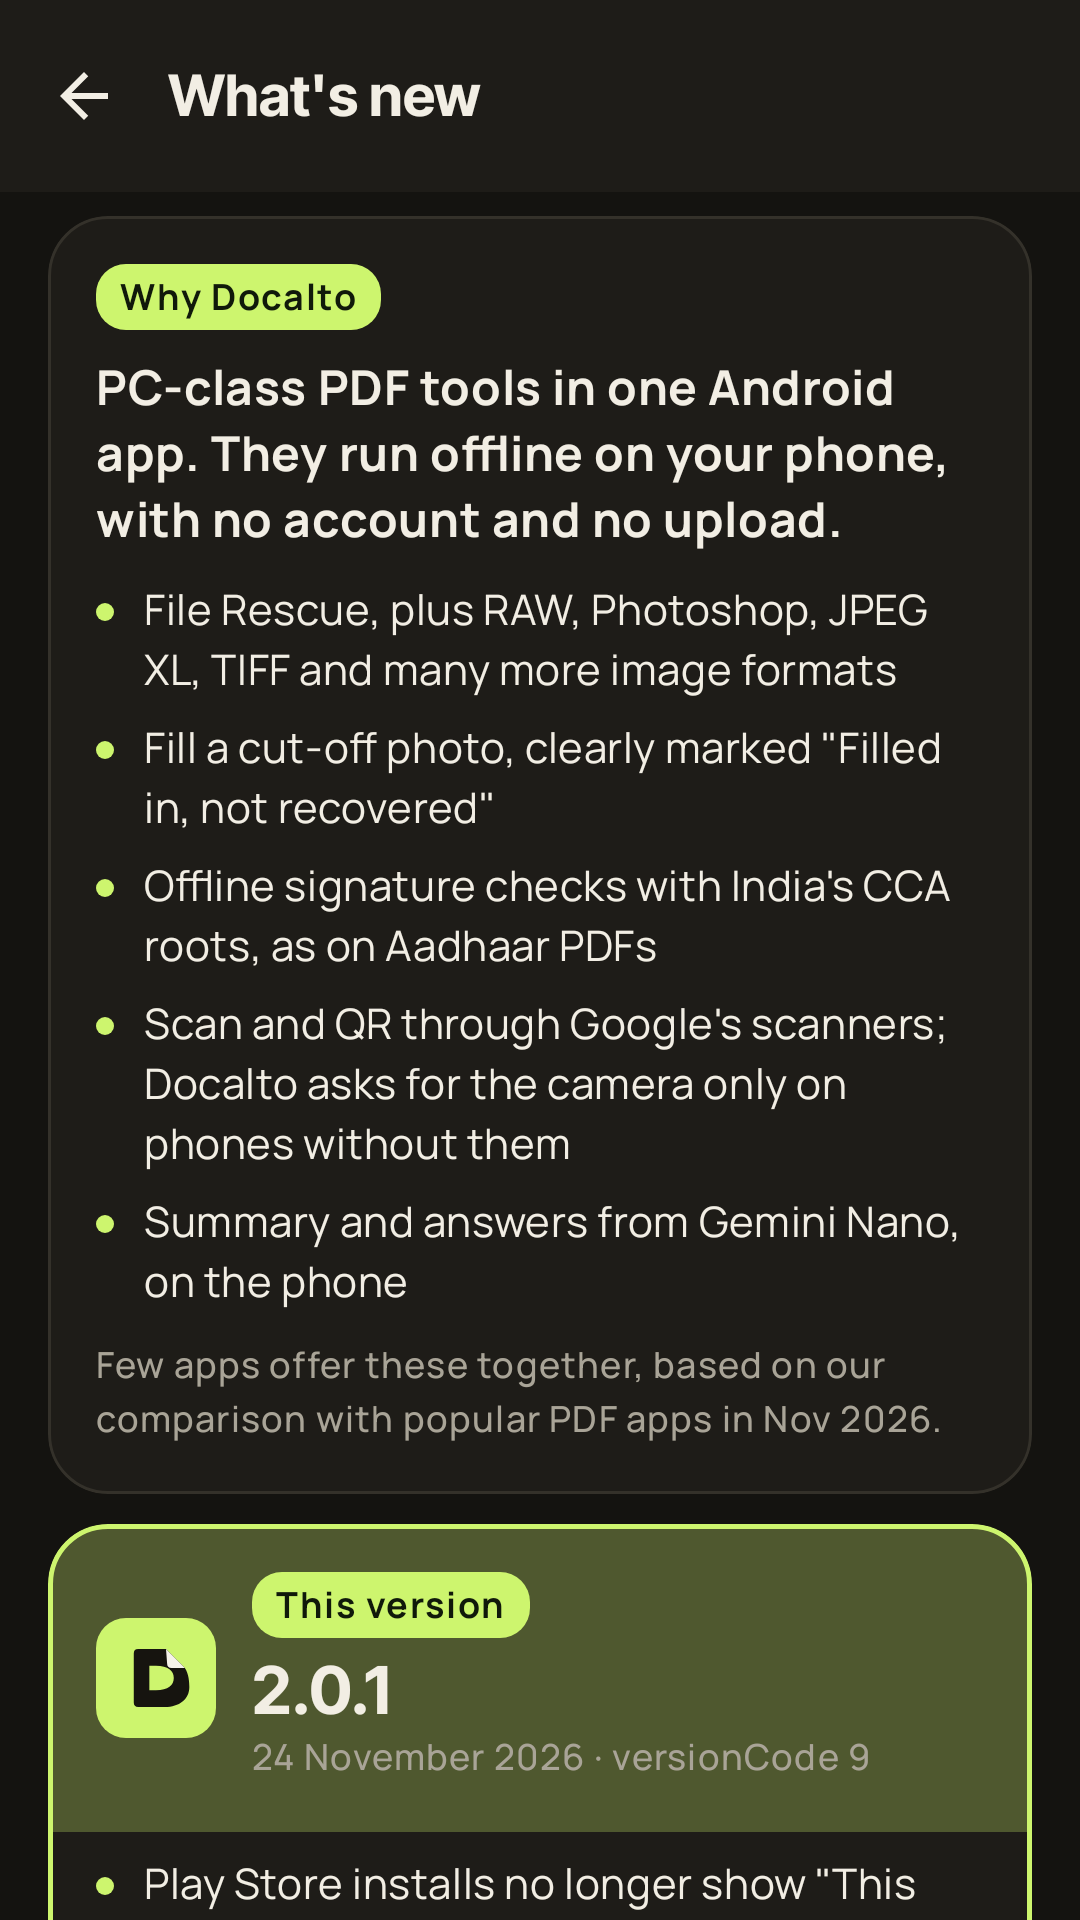 What's new
Why Docalto
PC-class PDF tools in one Android
app. They run offline on your phone,
with no account and no upload.
File Rescue, plus RAW, Photoshop, JPEG
XL, TIFF and many more image formats
Fill a cut-off photo, clearly marked "Filled
in, not recovered"
Offline signature checks with India's CCA
roots, as on Aadhaar PDFs
Scan and QR through Google's scanners;
Docalto asks for the camera only on
phones without them
Summary and answers from Gemini Nano,
on the phone
Few apps offer these together, based on our
comparison with popular PDF apps in Nov 2026.
This version
2.0.1
24 November 2026 · versionCode 9
Play Store installs no longer show "This